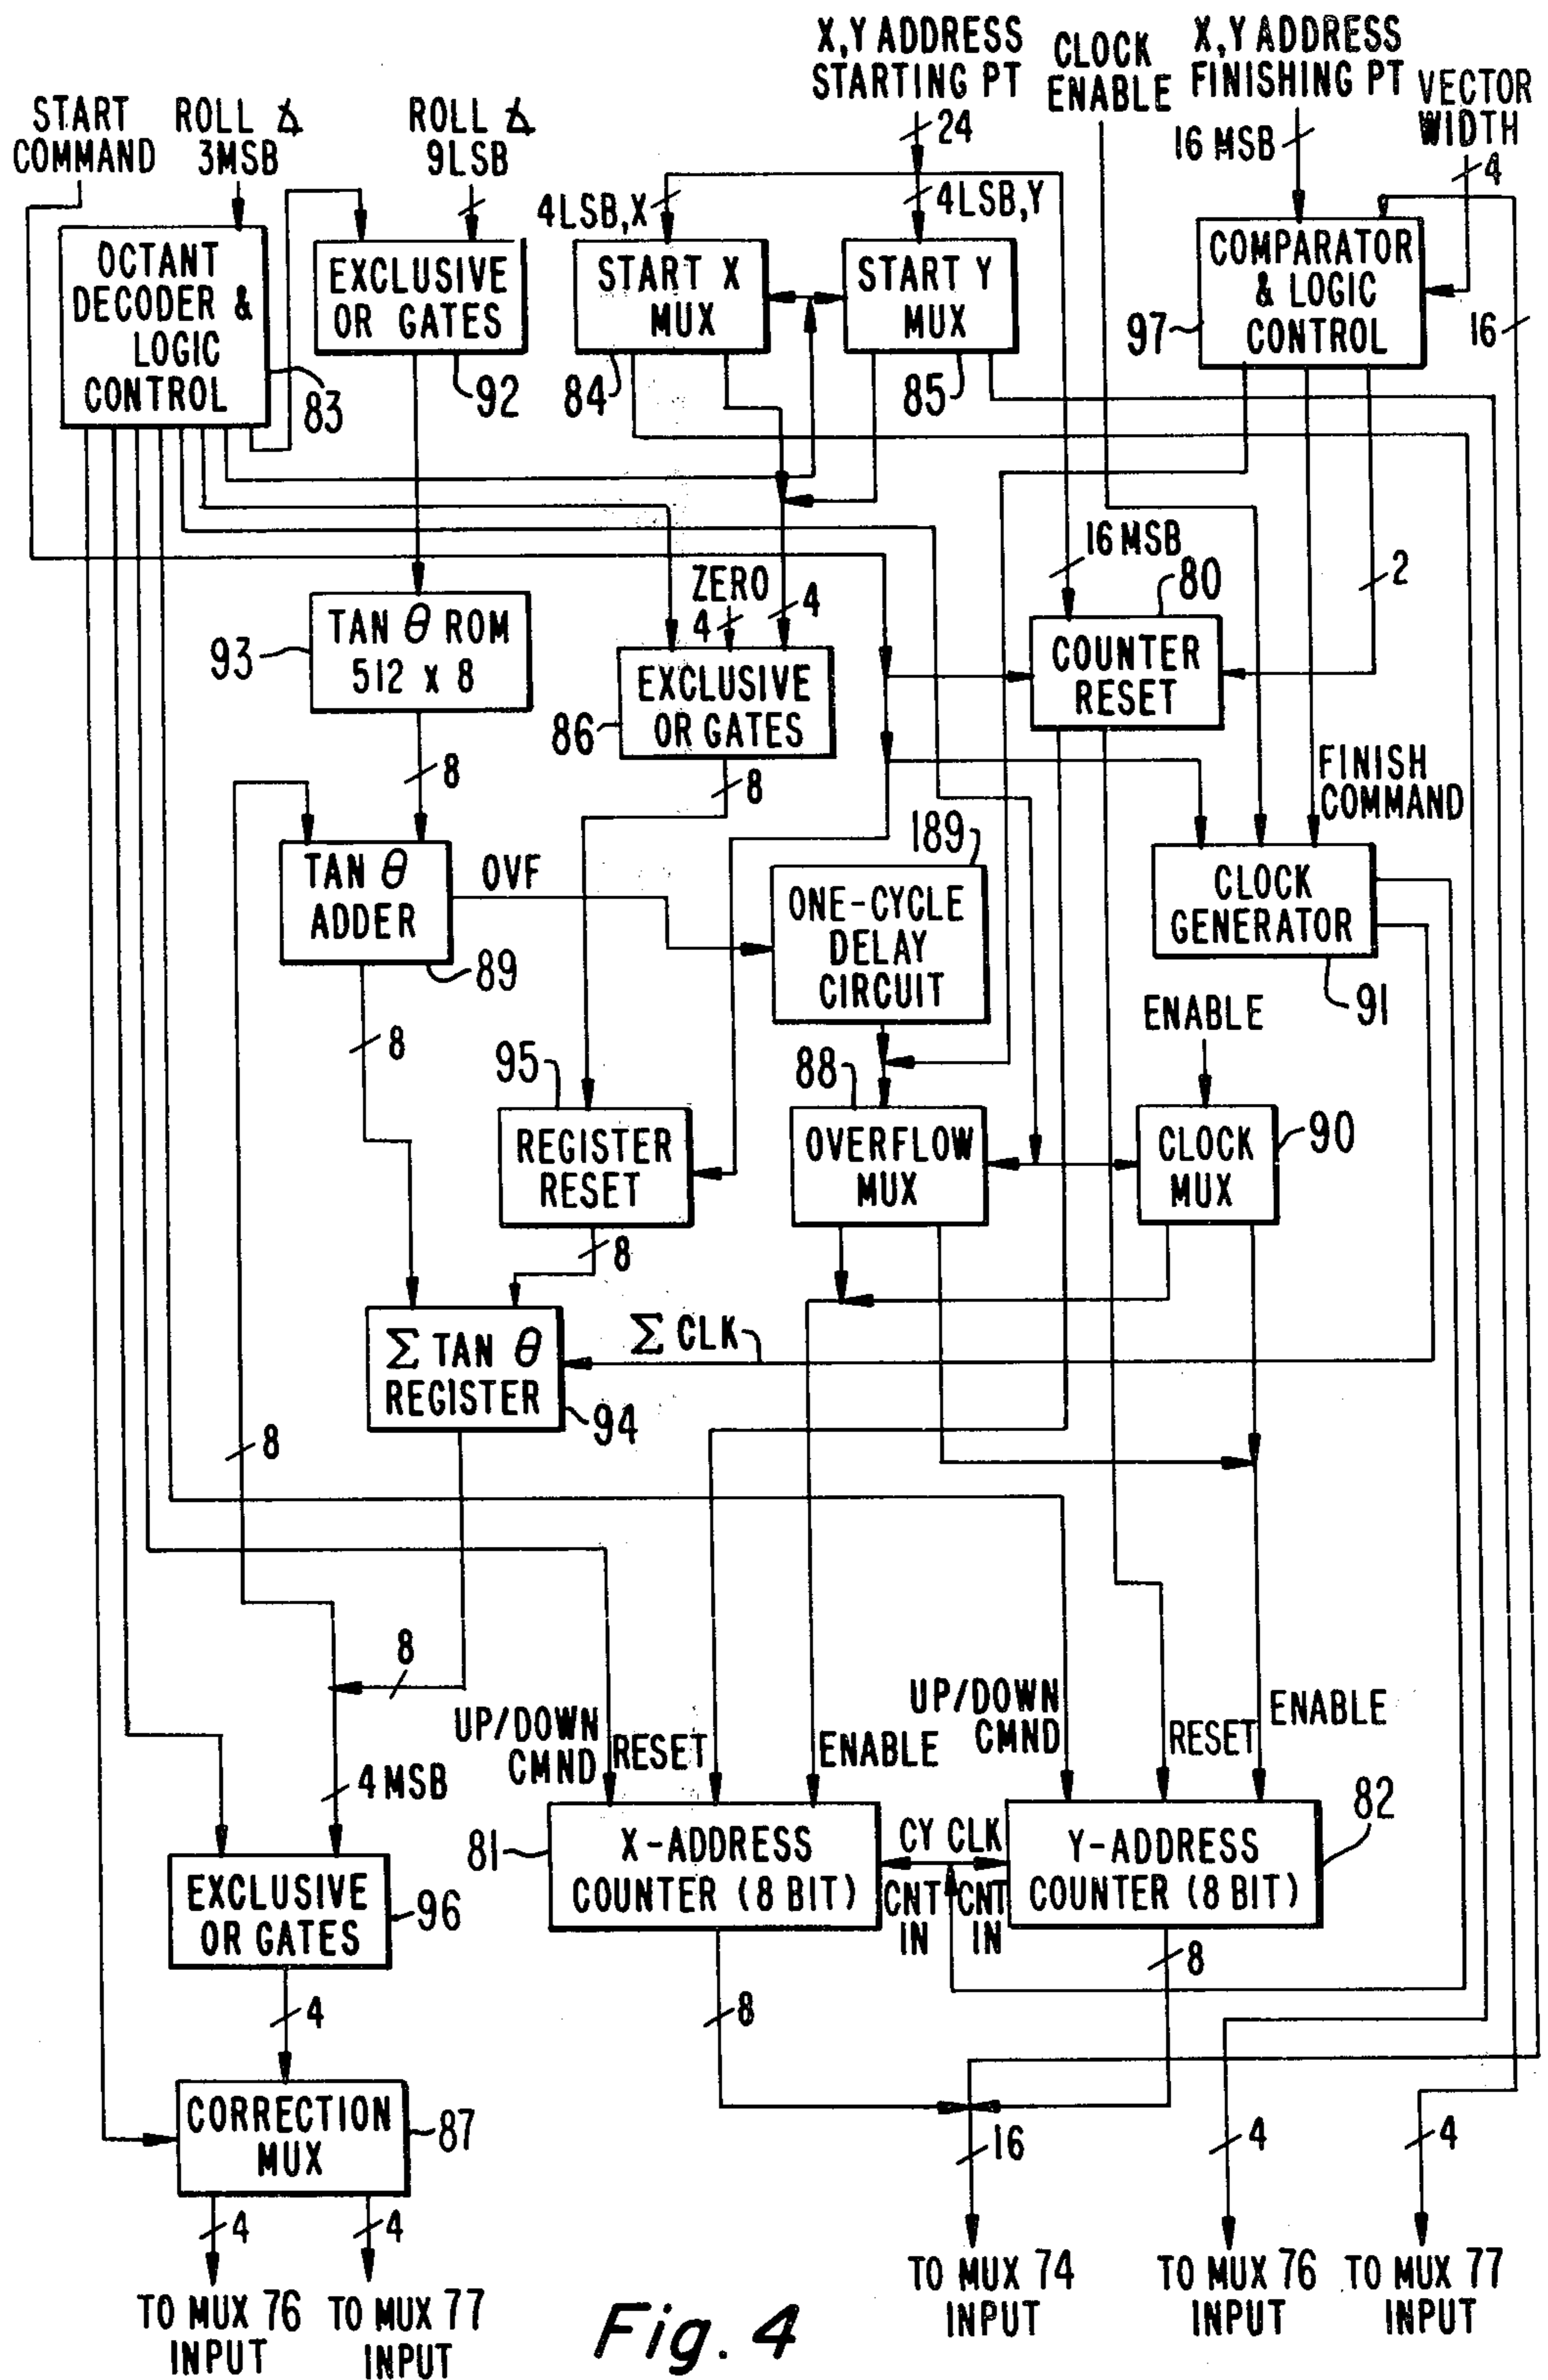 X, Y ADDRESS
STARTING PT
CLOCK
ENABLE
X, Y ADDRESS
FINISHING PT
VECTOR
WIDTH
START
COMMAND
ROLL ∡
3MSB
ROLL ∡
9LSB
24
16 MSB
4
4LSB,X
4LSB,Y
OCTANT
DECODER &
LOGIC
CONTROL
83
EXCLUSIVE
OR GATES
92
START X
MUX
84
START Y
MUX
85
COMPARATOR
& LOGIC
CONTROL
97
16
16 MSB
80
2
ZERO
4
4
TAN θ ROM
512 x 8
93
EXCLUSIVE
OR GATES
86
COUNTER
RESET
8
8
FINISH
COMMAND
TAN θ
ADDER
89
OVF
189
ONE-CYCLE
DELAY
CIRCUIT
CLOCK
GENERATOR
91
8
ENABLE
95
REGISTER
RESET
88
OVERFLOW
MUX
CLOCK
MUX
90
8
Σ TAN θ
REGISTER
94
Σ CLK
8
8
UP/DOWN
CMND
RESET
ENABLE
UP/DOWN
CMND
RESET
ENABLE
4 MSB
81
X-ADDRESS
COUNTER (8 BIT)
CY CLK
CNT
IN
CNT
IN
Y-ADDRESS
COUNTER (8 BIT)
82
EXCLUSIVE
OR GATES
96
8
8
4
CORRECTION
MUX
87
16
4
4
4
4
TO MUX 76
INPUT
TO MUX 77
INPUT
TO MUX 74
INPUT
TO MUX 76
INPUT
TO MUX 77
INPUT
Fig. 4